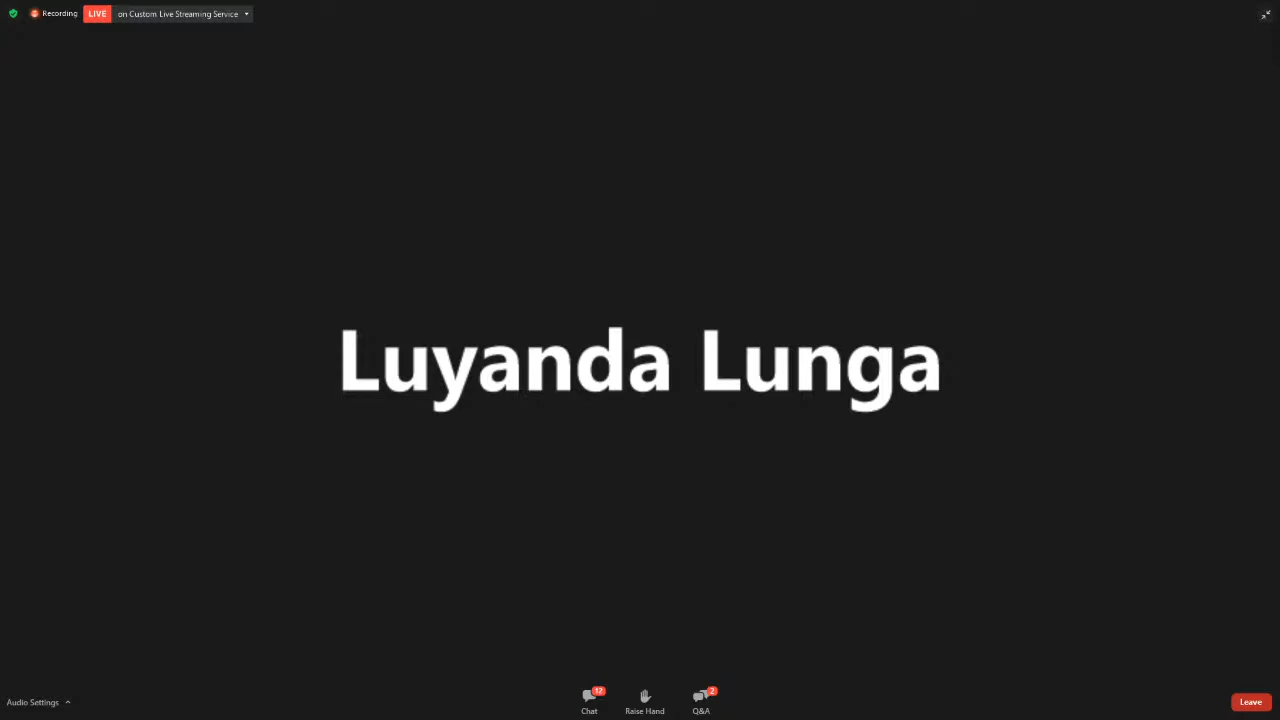 Recording
LIVE on Custom Live Streaming Service
Luyanda Lunga
Audio Settings
12
Chat
Raise Hand
2
Q&A
Leave